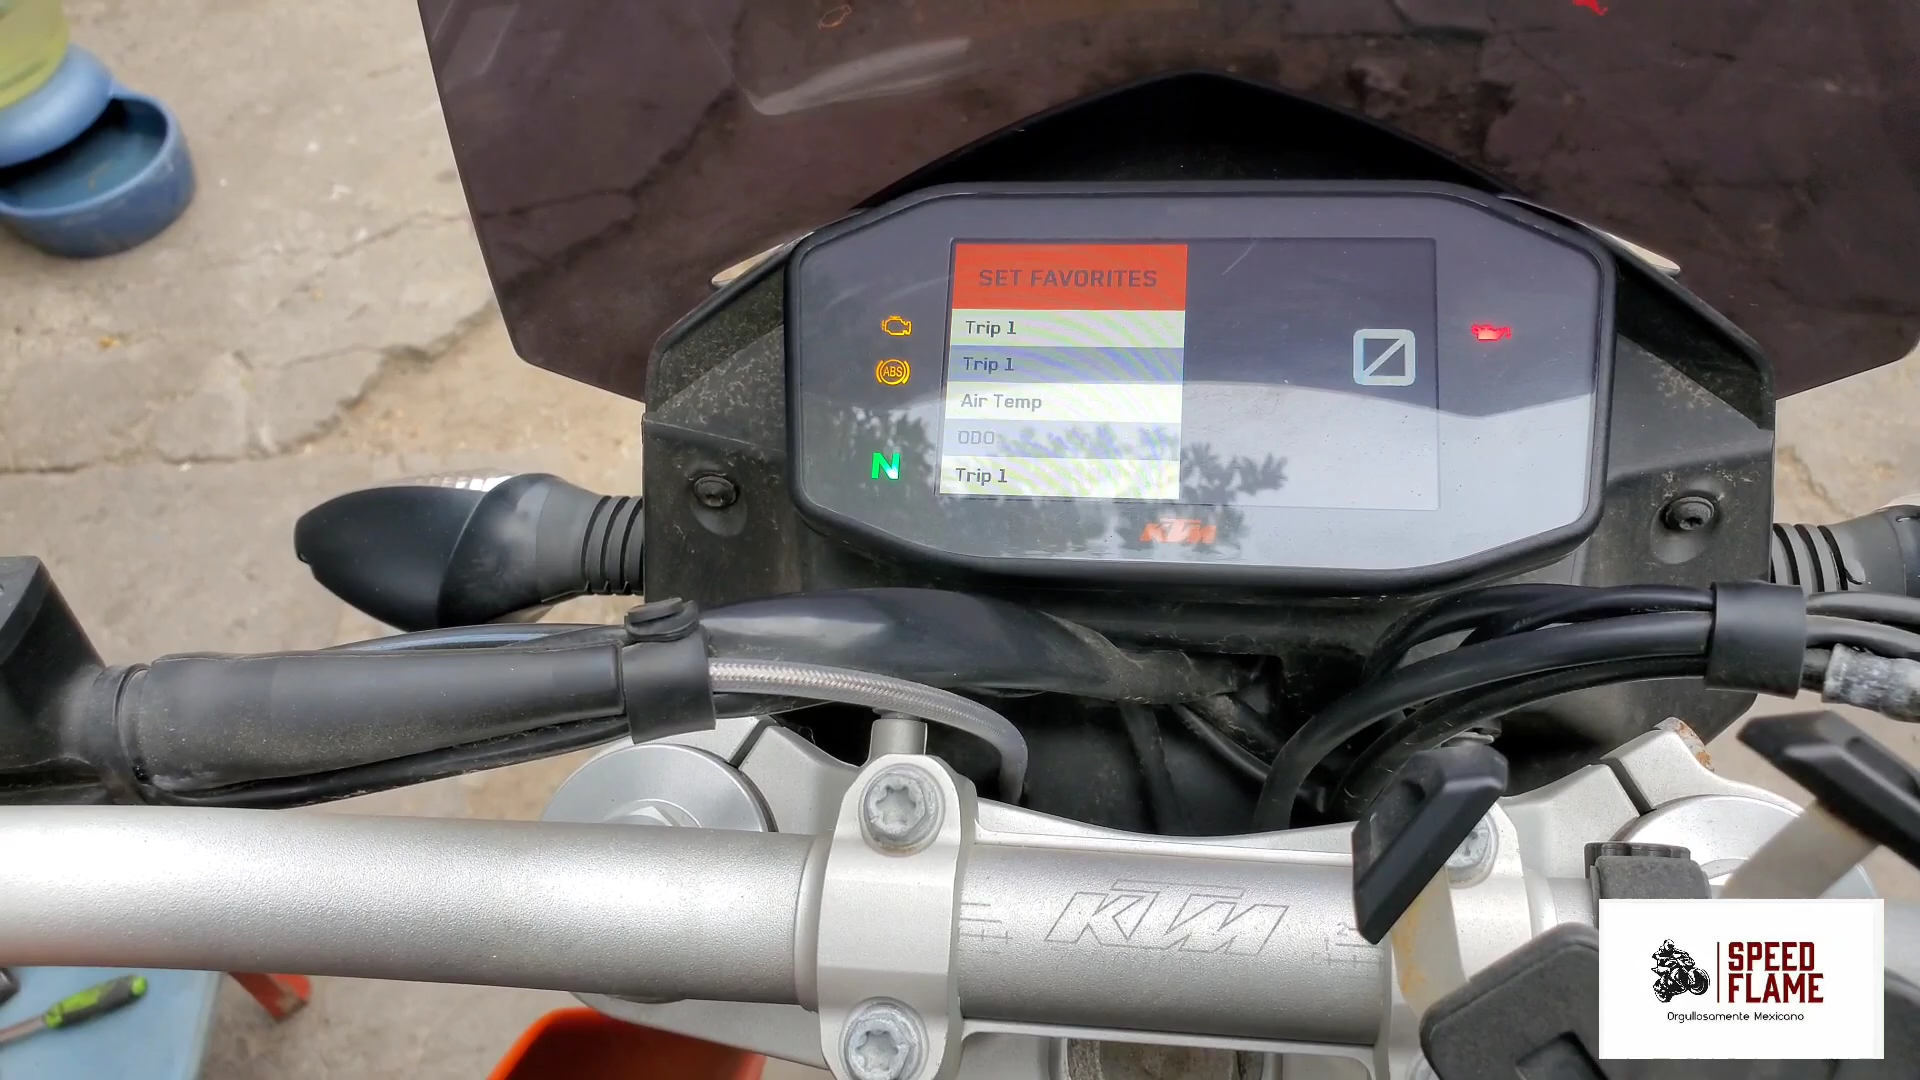 SET FAVORITES
Trip 1
Trip 1
Air Temp
ODO
Trip 1
ABS
N
KTM
KTM
SPEED
FLAME
Orgullosamente Mexicano